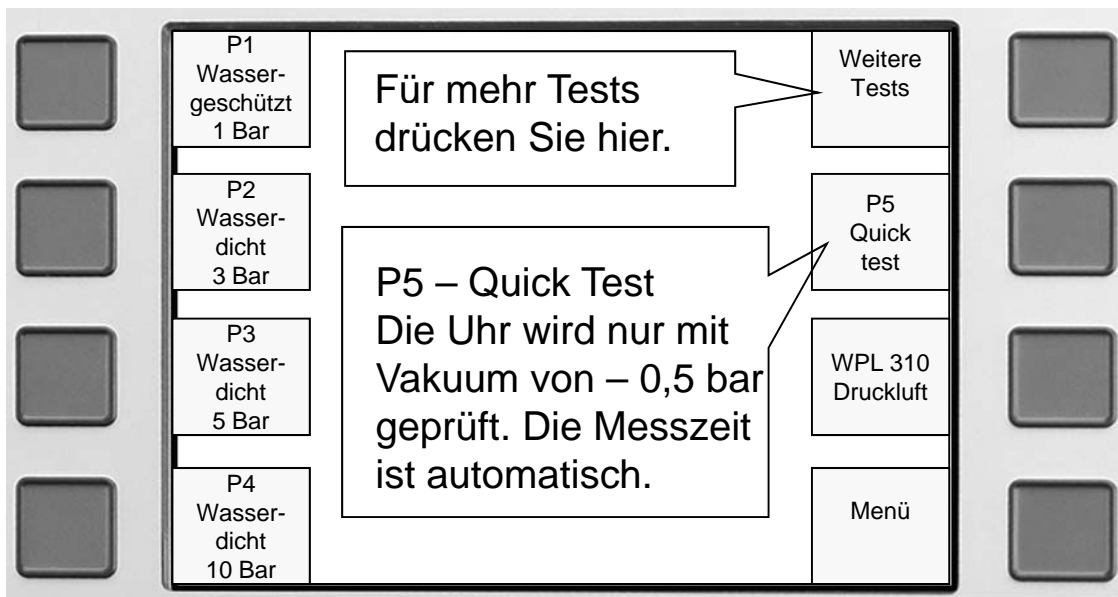 P1
Wasser-
geschützt
1 Bar
P2
Wasser-
dicht
3 Bar
P3
Wasser-
dicht
5 Bar
P4
Wasser-
dicht
10 Bar
Für mehr Tests
drücken Sie hier.
P5 – Quick Test
Die Uhr wird nur mit
Vakuum von – 0,5 bar
geprüft. Die Messzeit
ist automatisch.
Weitere
Tests
P5
Quick
test
WPL 310
Druckluft
Menü